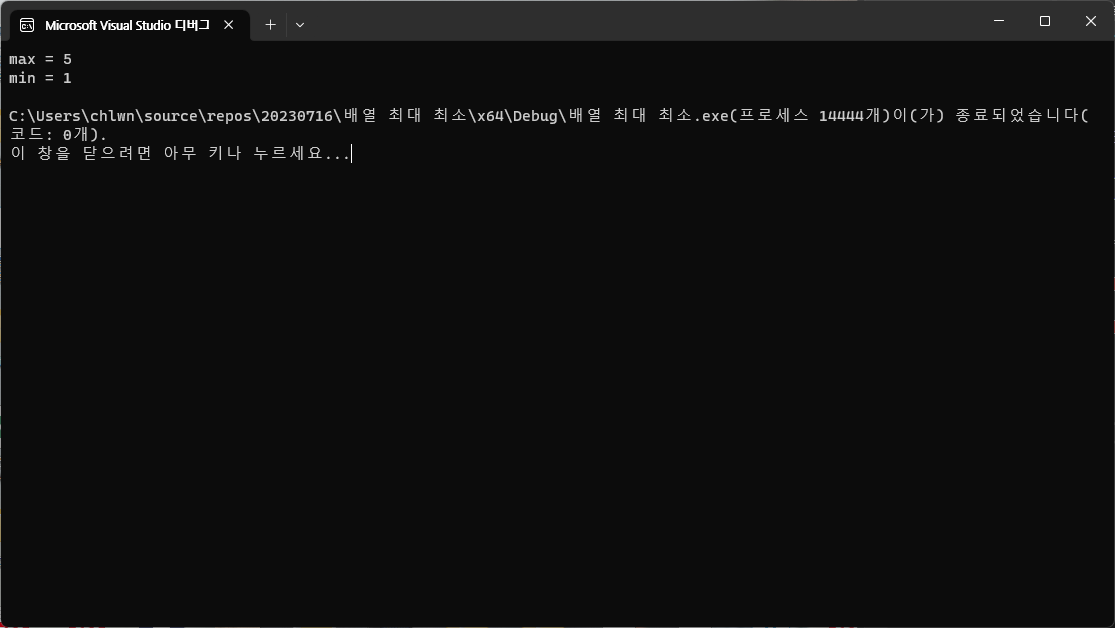 Microsoft Visual Studio 디버그
max = 5
min = 1
C:\Users\chlwn\source\repos\20230716\배열 최대 최소\x64\Debug\배열 최대 최소.exe(프로세스 14444개)이(가) 종료되었습니다(
코드: 0개).
이 창을 닫으려면 아무 키나 누르세요...